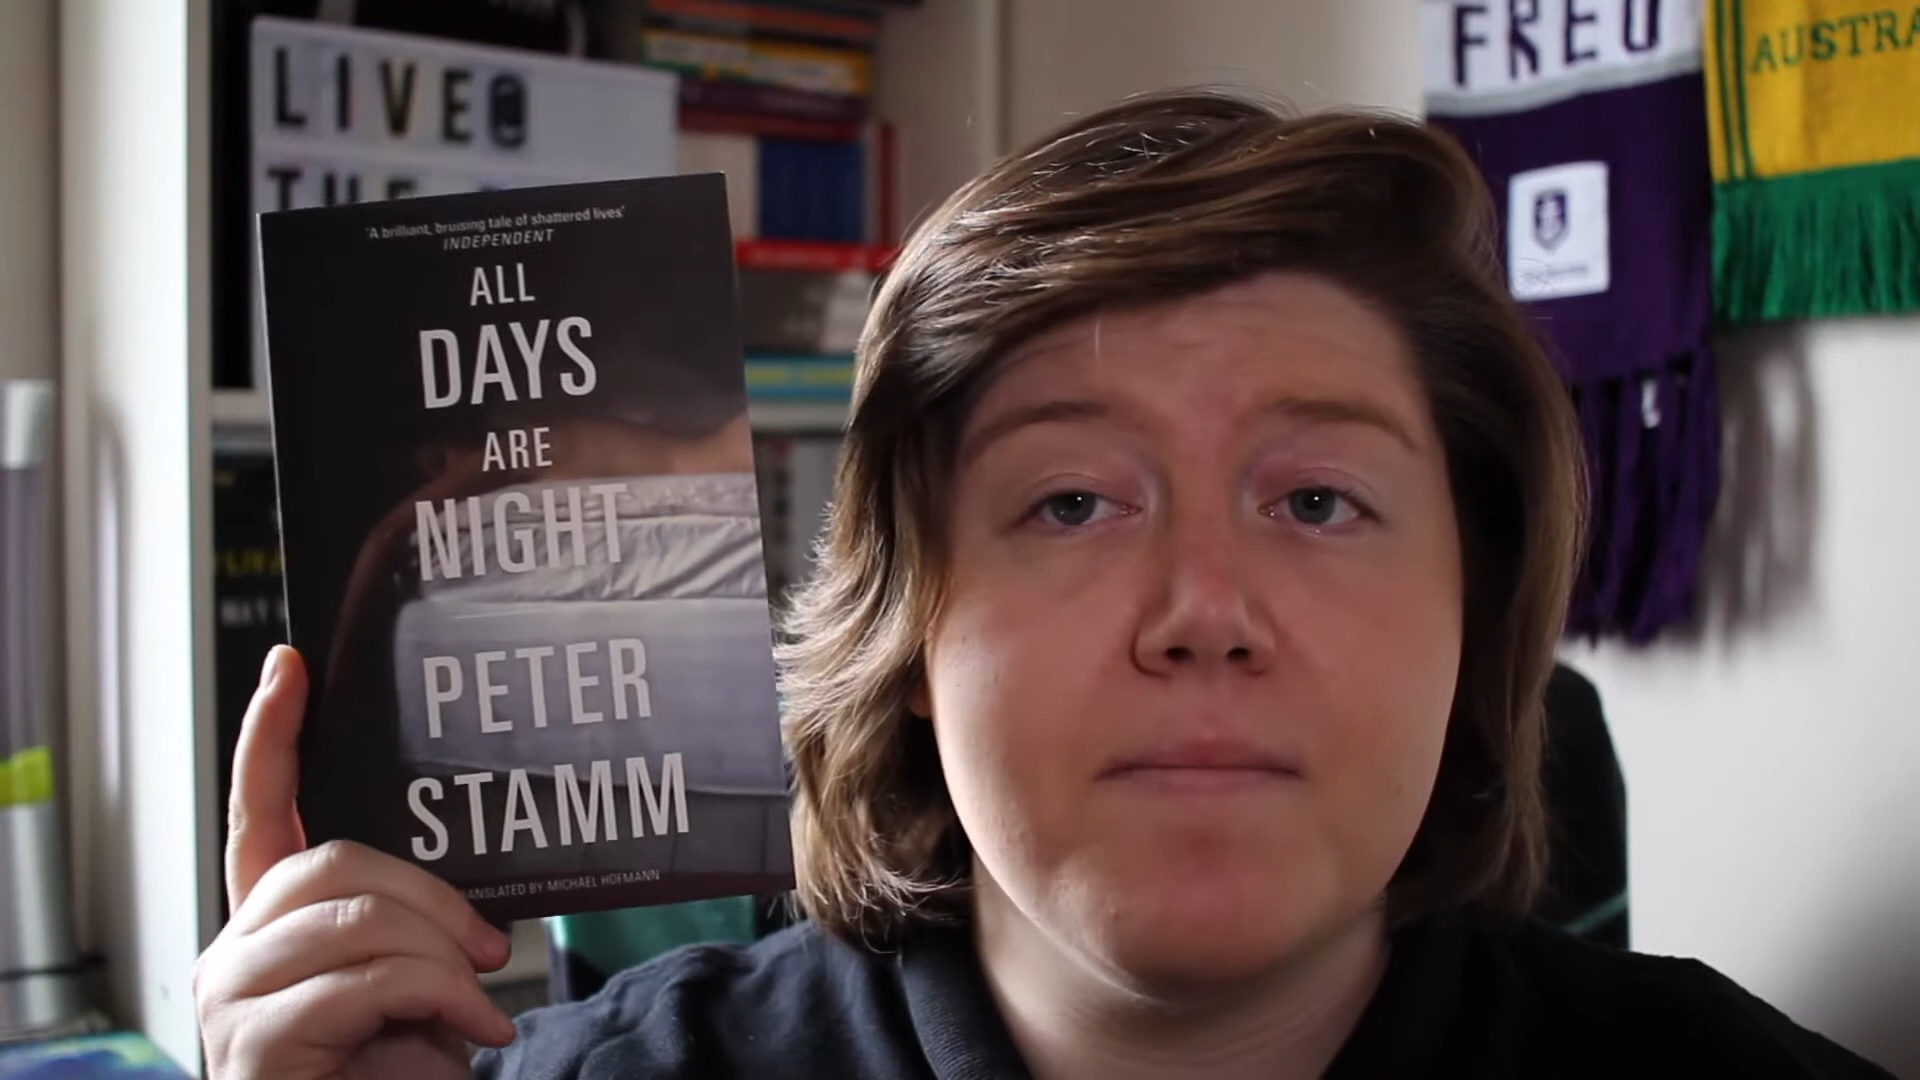 LIVE@
THE
'A brilliant, bruising tale of shattered lives'
INDEPENDENT
ALL
DAYS
ARE
NIGHT
PETER
STAMM
TRANSLATED BY MICHAEL HOFMANN
FREO
AUSTRA